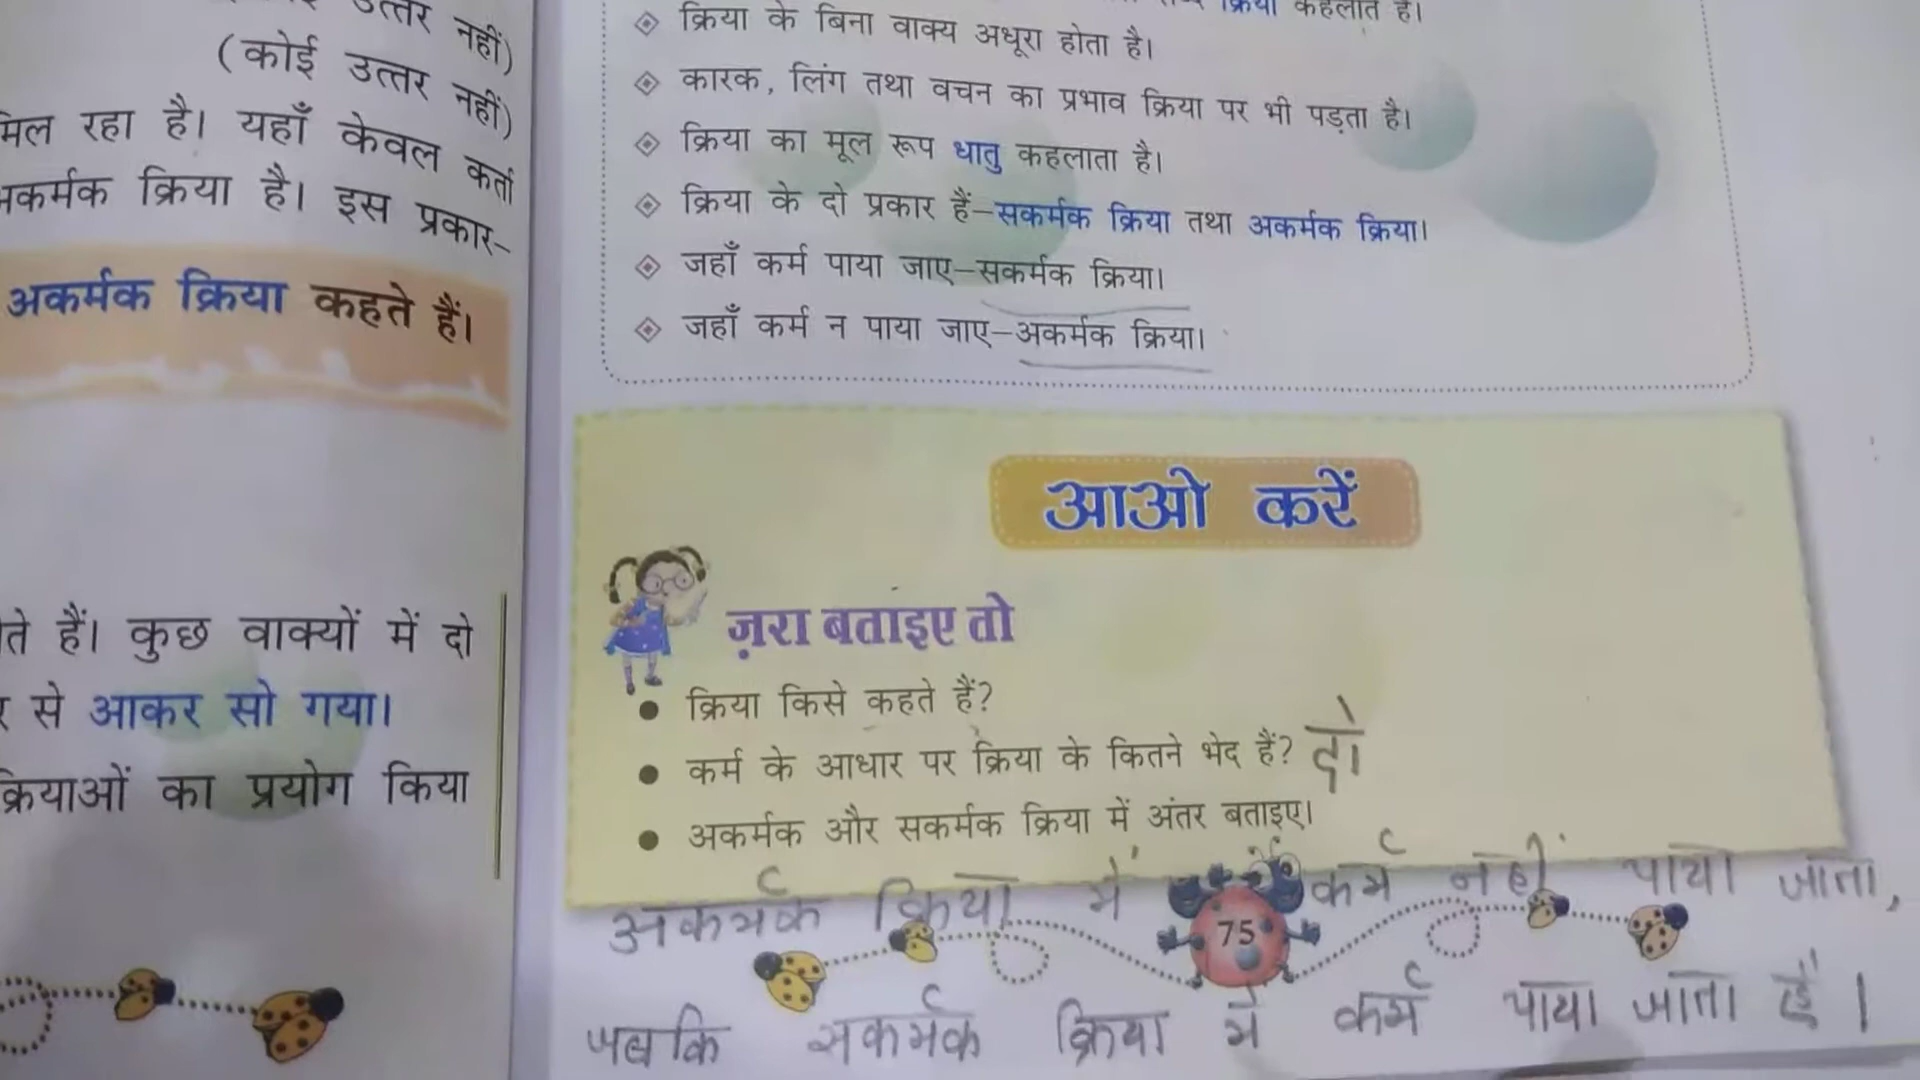 उत्तर नहीं)
(कोई उत्तर नहीं)
मिल रहा है। यहाँ केवल कर्ता
अकर्मक क्रिया है। इस प्रकार–
अकर्मक क्रिया कहते हैं।
कुछ वाक्यों में दो
से आकर सो गया।
क्रियाओं का प्रयोग किया
क्रिया कहलाते हैं।
क्रिया के बिना वाक्य अधूरा होता है।
कारक, लिंग तथा वचन का प्रभाव क्रिया पर भी पड़ता है।
क्रिया का मूल रूप धातु कहलाता है।
क्रिया के दो प्रकार हैं–सकर्मक क्रिया तथा अकर्मक क्रिया।
जहाँ कर्म पाया जाए–सकर्मक क्रिया।
जहाँ कर्म न पाया जाए–अकर्मक क्रिया।
आओ करें
ज़रा बताइए तो
• क्रिया किसे कहते हैं?
• कर्म के आधार पर क्रिया के कितने भेद हैं? दो
• अकर्मक और सकर्मक क्रिया में अंतर बताइए।
अकर्मक क्रिया में कर्म नहीं पाया जाता,
75
जबकि सकर्मक क्रिया में कर्म पाया जाता है।